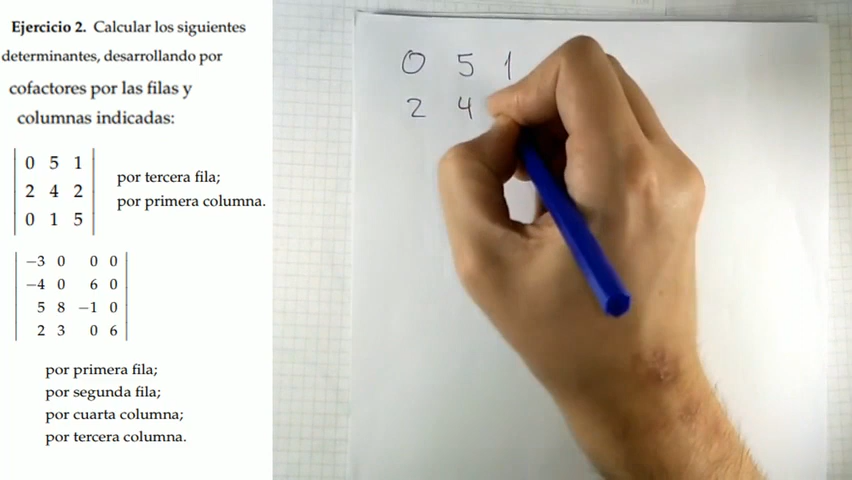 Ejercicio 2. Calcular los siguientes
determinantes, desarrollando por
cofactores por las filas y
columnas indicadas:
0 5 1
2 4 2
0 1 5
por tercera fila;
por primera columna.
−3 0 0 0
−4 0 6 0
5 8 −1 0
2 3 0 6
por primera fila;
por segunda fila;
por cuarta columna;
por tercera columna.
0 5 1
2 4